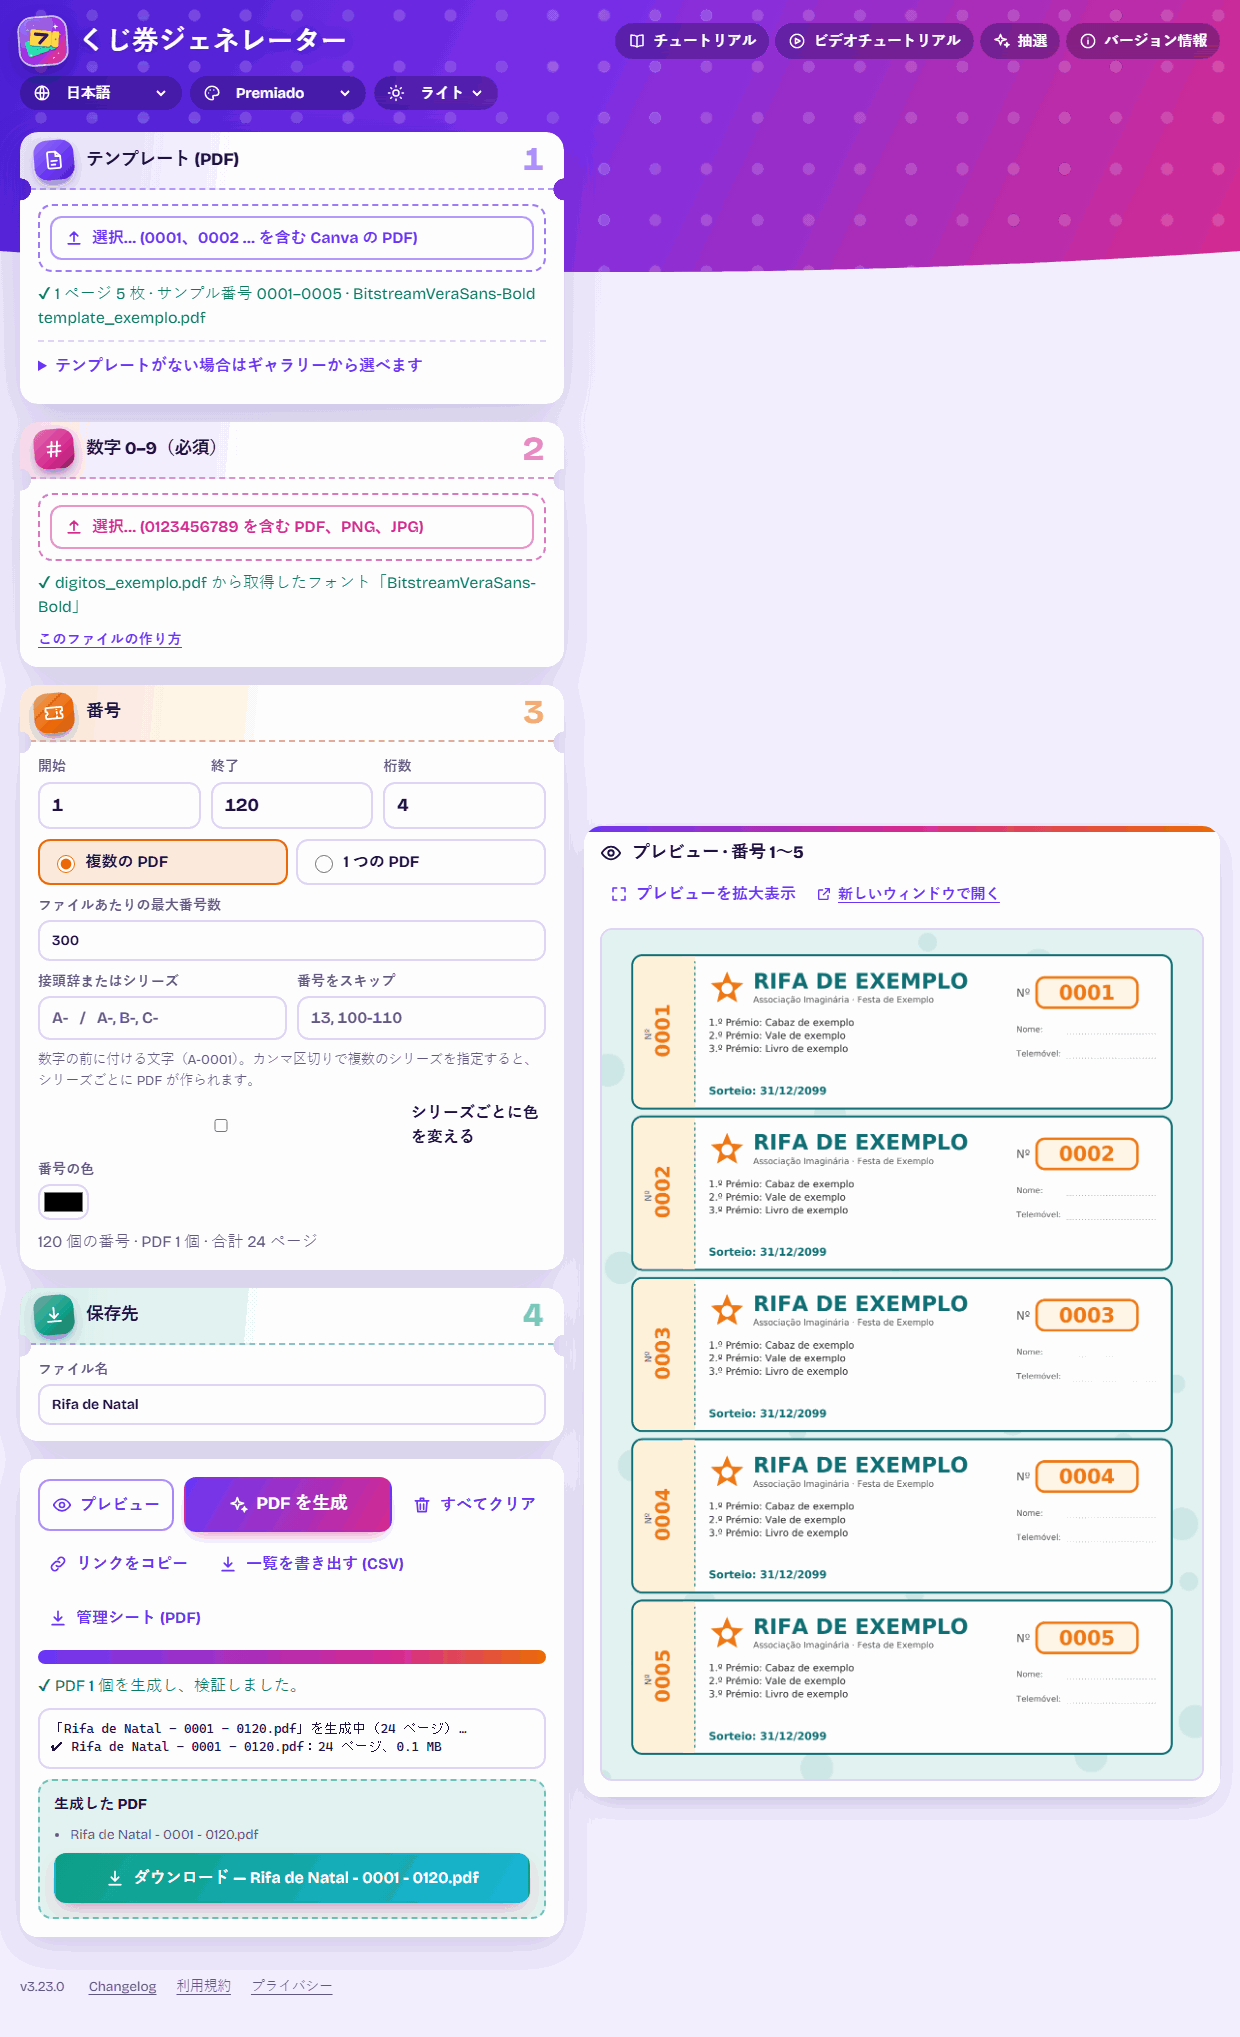 くじ券ジェネレーター
チュートリアル
ビデオチュートリアル
抽選
バージョン情報
日本語
Premiado
ライト
テンプレート (PDF)
1
選択... (0001、0002 ... を含む Canva の PDF)
✓ 1 ページ 5 枚 · サンプル番号 0001–0005 · BitstreamVeraSans-Bold
template_exemplo.pdf
▶ テンプレートがない場合はギャラリーから選べます
数字 0–9（必須）
2
選択... (0123456789 を含む PDF、PNG、JPG)
✓ digitos_exemplo.pdf から取得したフォント「BitstreamVeraSans-
Bold」
このファイルの作り方
番号
3
開始
終了
桁数
1
120
4
複数の PDF
1 つの PDF
ファイルあたりの最大番号数
300
接頭辞またはシリーズ
番号をスキップ
A- / A-, B-, C-
13, 100-110
数字の前に付ける文字（A-0001）。カンマ区切りで複数のシリーズを指定すると、
シリーズごとに PDF が作られます。
シリーズごとに色
を変える
番号の色
120 個の番号 · PDF 1 個 · 合計 24 ページ
保存先
4
ファイル名
Rifa de Natal
プレビュー
PDF を生成
すべてクリア
リンクをコピー
一覧を書き出す (CSV)
管理シート (PDF)
✓ PDF 1 個を生成し、検証しました。
「Rifa de Natal - 0001 - 0120.pdf」を生成中（24 ページ）…
✔ Rifa de Natal - 0001 - 0120.pdf：24 ページ、0.1 MB
生成した PDF
• Rifa de Natal - 0001 - 0120.pdf
ダウンロード — Rifa de Natal - 0001 - 0120.pdf
プレビュー · 番号 1～5
プレビューを拡大表示
新しいウィンドウで開く
Nº 0001
RIFA DE EXEMPLO
Associação Imaginária · Festa de Exemplo
1.º Prémio: Cabaz de exemplo
2.º Prémio: Vale de exemplo
3.º Prémio: Livro de exemplo
Sorteio: 31/12/2099
Nº 0001
Nome:
Telemóvel:
Nº 0002
RIFA DE EXEMPLO
Associação Imaginária · Festa de Exemplo
1.º Prémio: Cabaz de exemplo
2.º Prémio: Vale de exemplo
3.º Prémio: Livro de exemplo
Sorteio: 31/12/2099
Nº 0002
Nome:
Telemóvel:
Nº 0003
RIFA DE EXEMPLO
Associação Imaginária · Festa de Exemplo
1.º Prémio: Cabaz de exemplo
2.º Prémio: Vale de exemplo
3.º Prémio: Livro de exemplo
Sorteio: 31/12/2099
Nº 0003
Nome:
Telemóvel:
Nº 0004
RIFA DE EXEMPLO
Associação Imaginária · Festa de Exemplo
1.º Prémio: Cabaz de exemplo
2.º Prémio: Vale de exemplo
3.º Prémio: Livro de exemplo
Sorteio: 31/12/2099
Nº 0004
Nome:
Telemóvel:
Nº 0005
RIFA DE EXEMPLO
Associação Imaginária · Festa de Exemplo
1.º Prémio: Cabaz de exemplo
2.º Prémio: Vale de exemplo
3.º Prémio: Livro de exemplo
Sorteio: 31/12/2099
Nº 0005
Nome:
Telemóvel:
v3.23.0
Changelog
利用規約
プライバシー